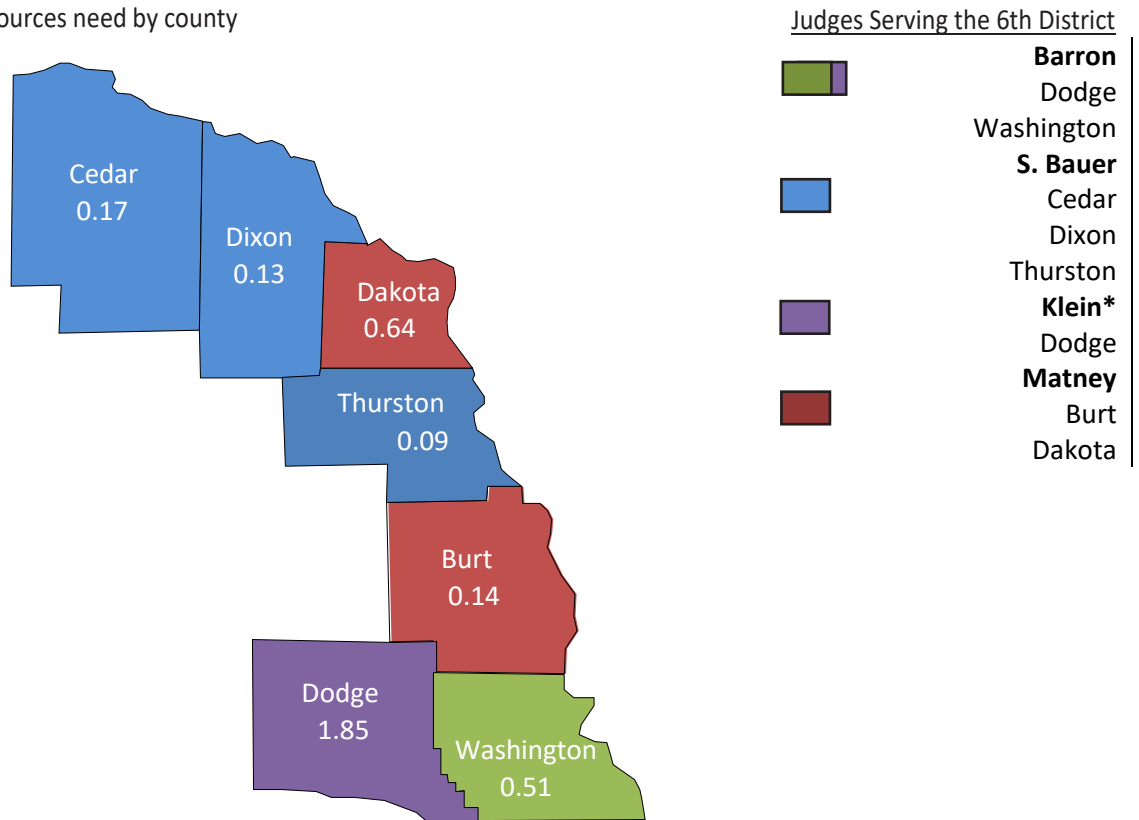 ources need by county
Judges Serving the 6th District
Barron
Dodge
Washington
S. Bauer
Cedar
Dixon
Thurston
Klein*
Dodge
Matney
Burt
Dakota
Cedar
0.17
Dixon
0.13
Dakota
0.64
Thurston
0.09
Burt
0.14
Dodge
1.85
Washington
0.51